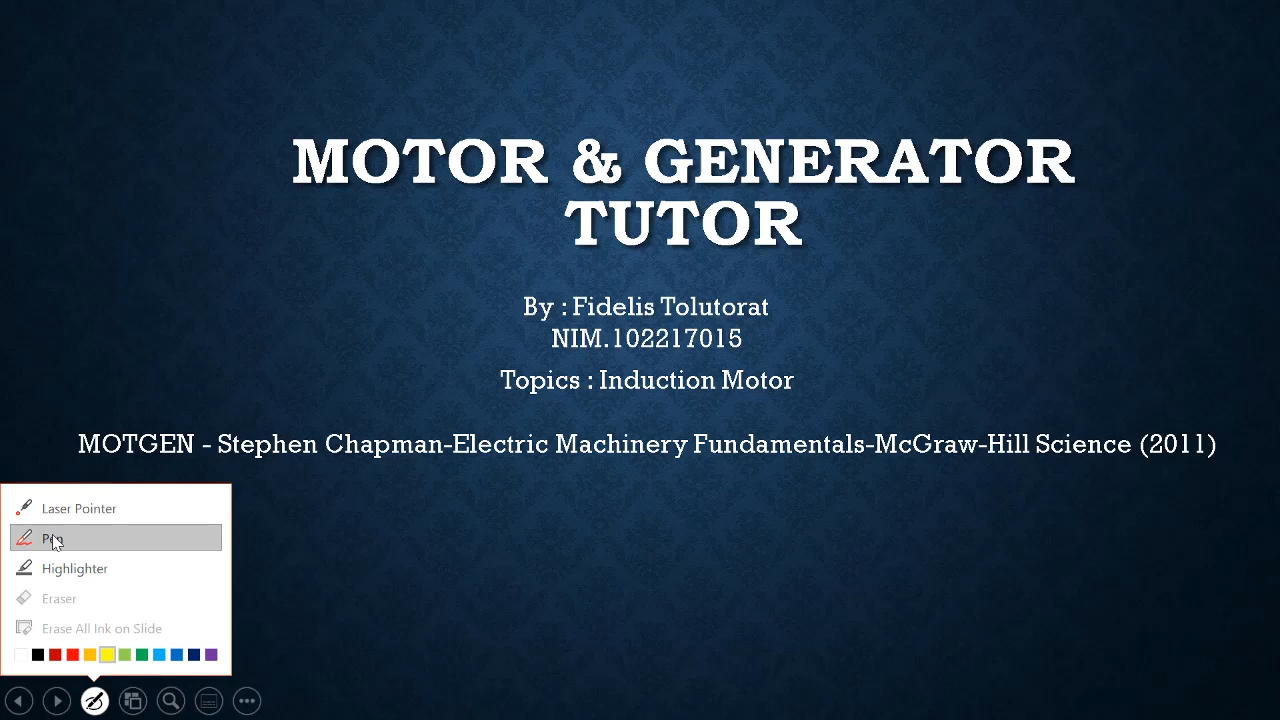 MOTOR & GENERATOR
TUTOR
By : Fidelis Tolutorat
NIM.102217015
Topics : Induction Motor
MOTGEN - Stephen Chapman-Electric Machinery Fundamentals-McGraw-Hill Science (2011)
Laser Pointer
Pen
Highlighter
Eraser
Erase All Ink on Slide